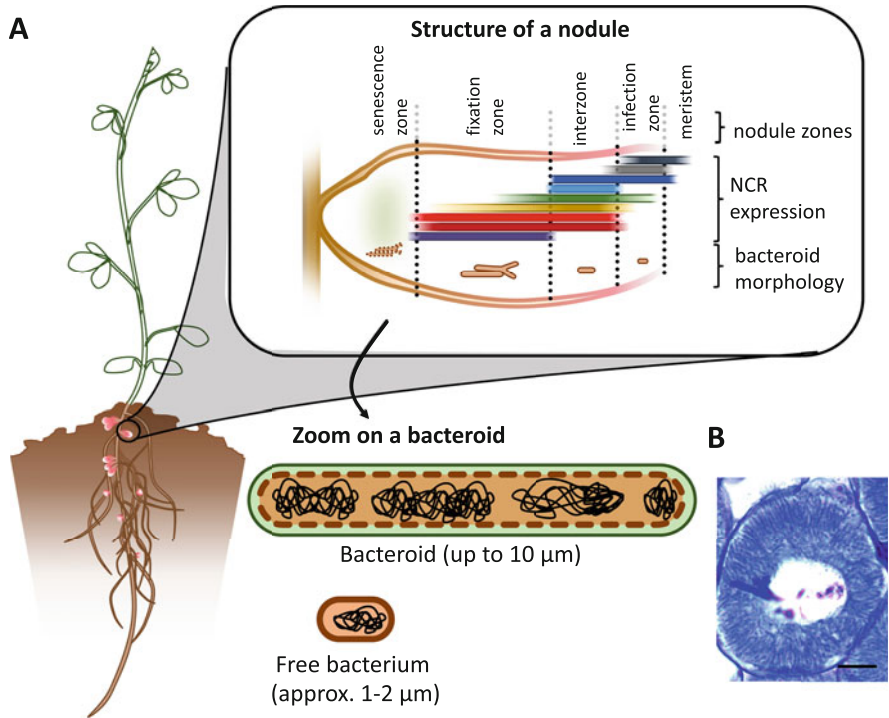 A
Structure of a nodule
senescence
zone
fixation
zone
interzone
infection
zone
meristem
nodule zones
NCR
expression
bacteroid
morphology
Zoom on a bacteroid
Bacteroid (up to 10 μm)
Free bacterium
(approx. 1-2 μm)
B